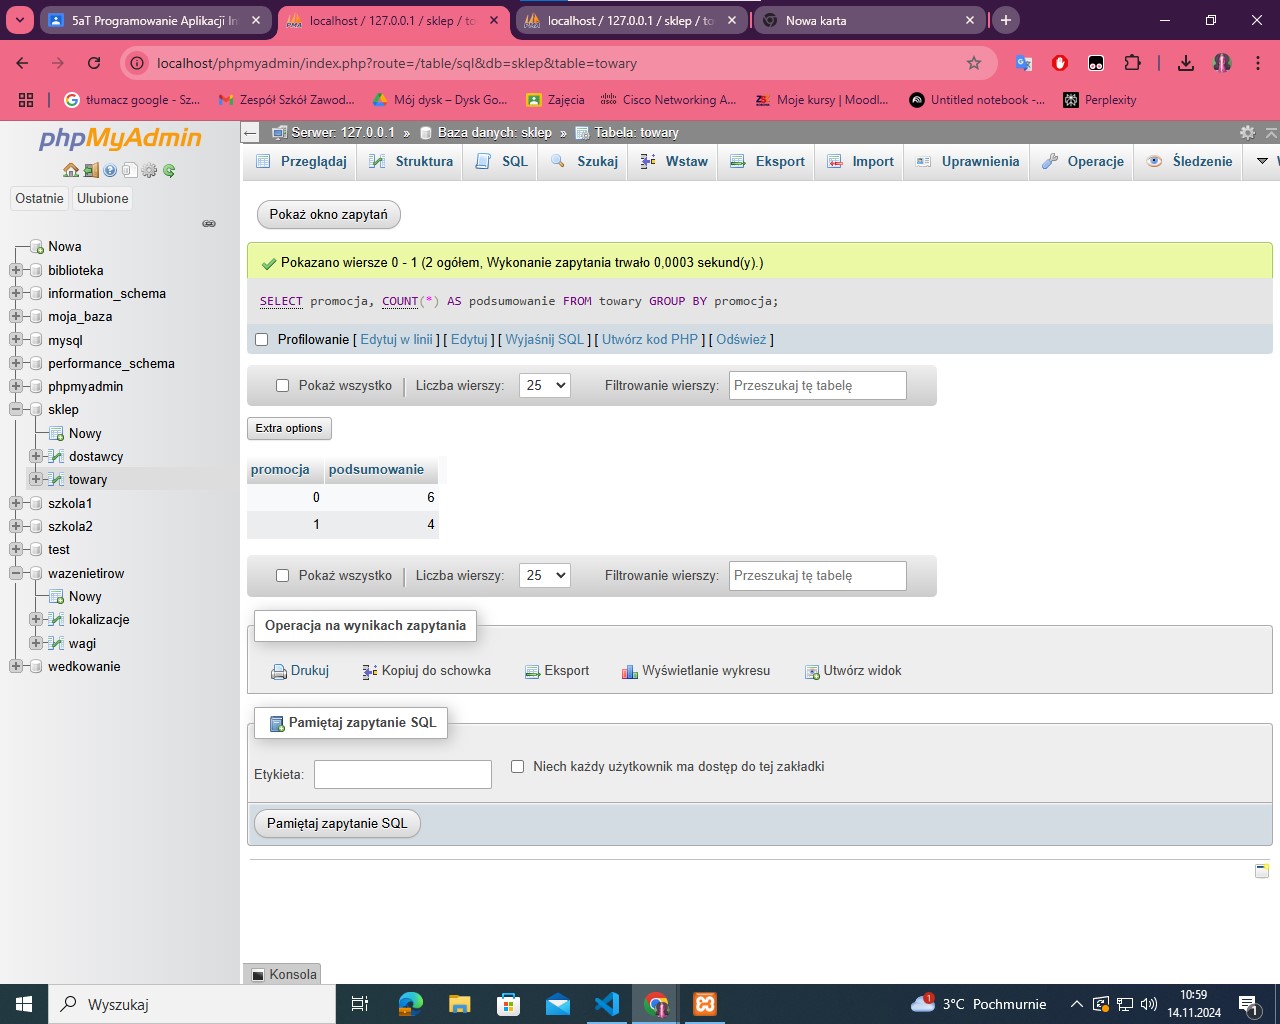 5aT Programowanie Aplikacji In
localhost / 127.0.0.1 / sklep / to
localhost / 127.0.0.1 / sklep / to
Nowa karta
localhost/phpmyadmin/index.php?route=/table/sql&db=sklep&table=towary
tłumacz google - Sz...
Zespół Szkół Zawod...
Mój dysk – Dysk Go...
Zajęcia
Cisco Networking A...
Moje kursy | Moodl...
Untitled notebook -...
Perplexity
phpMyAdmin
Ostatnie
Ulubione
Nowa
biblioteka
information_schema
moja_baza
mysql
performance_schema
phpmyadmin
sklep
Nowy
dostawcy
towary
szkola1
szkola2
test
wazenietirow
Nowy
lokalizacje
wagi
wedkowanie
Serwer: 127.0.0.1 » Baza danych: sklep » Tabela: towary
Przeglądaj
Struktura
SQL
Szukaj
Wstaw
Eksport
Import
Uprawnienia
Operacje
Śledzenie
Pokaż okno zapytań
Pokazano wiersze 0 - 1 (2 ogółem, Wykonanie zapytania trwało 0,0003 sekund(y).)
SELECT promocja, COUNT(*) AS podsumowanie FROM towary GROUP BY promocja;
Profilowanie [ Edytuj w linii ] [ Edytuj ] [ Wyjaśnij SQL ] [ Utwórz kod PHP ] [ Odśwież ]
Pokaż wszystko | Liczba wierszy: 25 Filtrowanie wierszy: Przeszukaj tę tabelę
Extra options
promocja podsumowanie
0 6
1 4
Pokaż wszystko | Liczba wierszy: 25 Filtrowanie wierszy: Przeszukaj tę tabelę
Operacja na wynikach zapytania
Drukuj
Kopiuj do schowka
Eksport
Wyświetlanie wykresu
Utwórz widok
Pamiętaj zapytanie SQL
Etykieta:
Niech każdy użytkownik ma dostęp do tej zakładki
Pamiętaj zapytanie SQL
Konsola
Wyszukaj
1
3°C Pochmurnie
10:59
14.11.2024
1